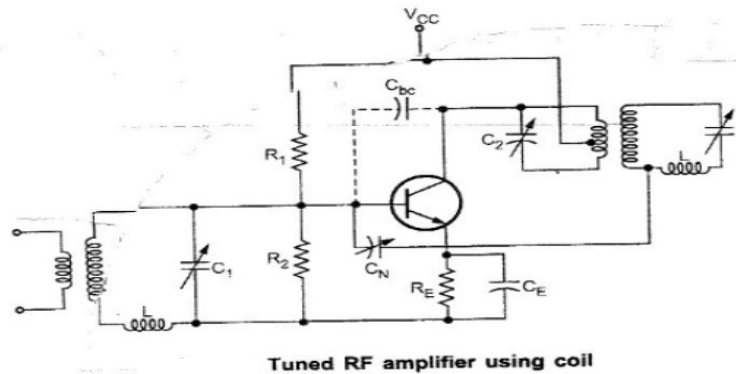 VCC
Cbc
R1
C2
L
C1
R2
CN
L
RE
CE
Tuned RF amplifier using coil